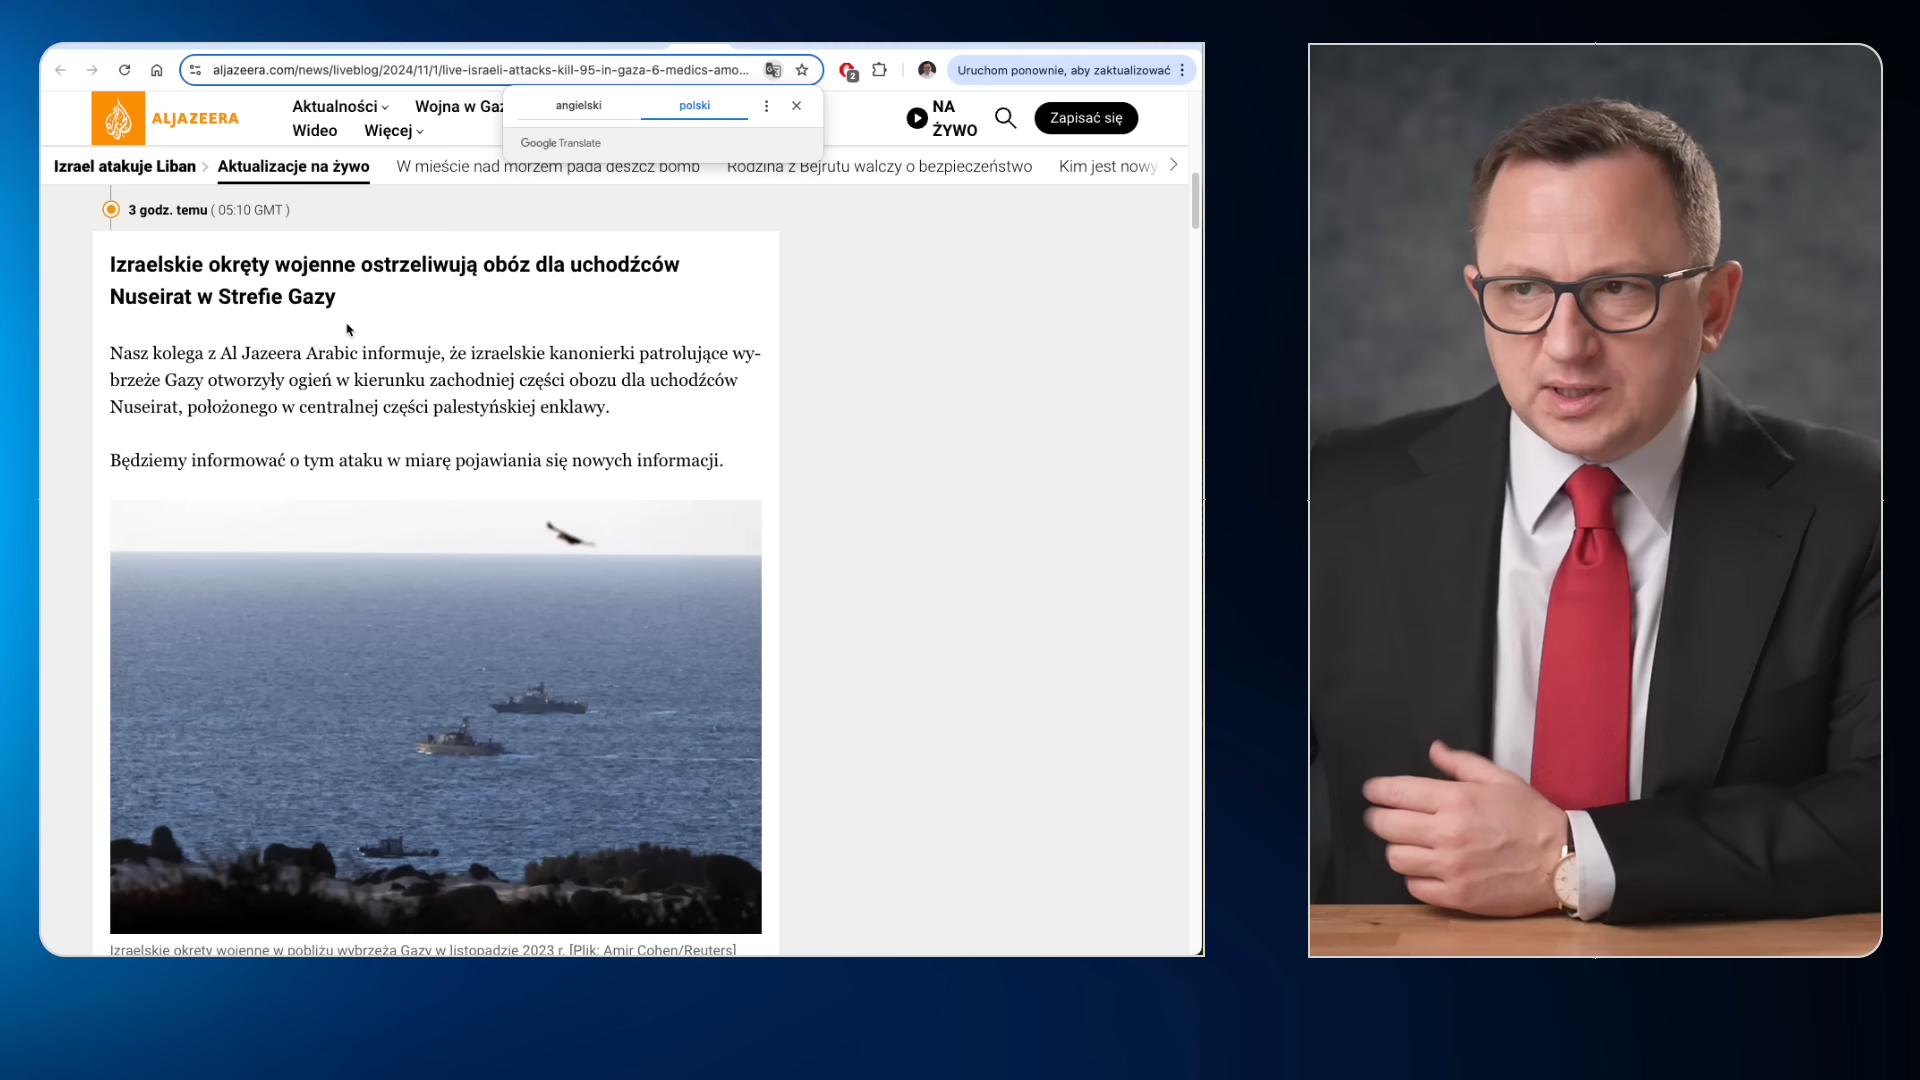 aljazeera.com/news/liveblog/2024/11/1/live-israeli-attacks-kill-95-in-gaza-6-medics-amo...
2
Uruchom ponownie, aby zaktualizować
angielski
polski
Google Translate
ALJAZEERA
Aktualności
Wojna w Gaz
Wideo
Więcej
NA
ŻYWO
Zapisać się
Izrael atakuje Liban
Aktualizacje na żywo
W mieście nad morzem pada deszcz bomb
Rodzina z Bejrutu walczy o bezpieczeństwo
Kim jest nowy
3 godz. temu ( 05:10 GMT )
Izraelskie okręty wojenne ostrzeliwują obóz dla uchodźców
Nuseirat w Strefie Gazy
Nasz kolega z Al Jazeera Arabic informuje, że izraelskie kanonierki patrolujące wy-
brzeże Gazy otworzyły ogień w kierunku zachodniej części obozu dla uchodźców
Nuseirat, położonego w centralnej części palestyńskiej enklawy.
Będziemy informować o tym ataku w miarę pojawiania się nowych informacji.
Izraelskie okręty wojenne w pobliżu wybrzeża Gazy w listopadzie 2023 r. [Plik: Amir Cohen/Reuters]